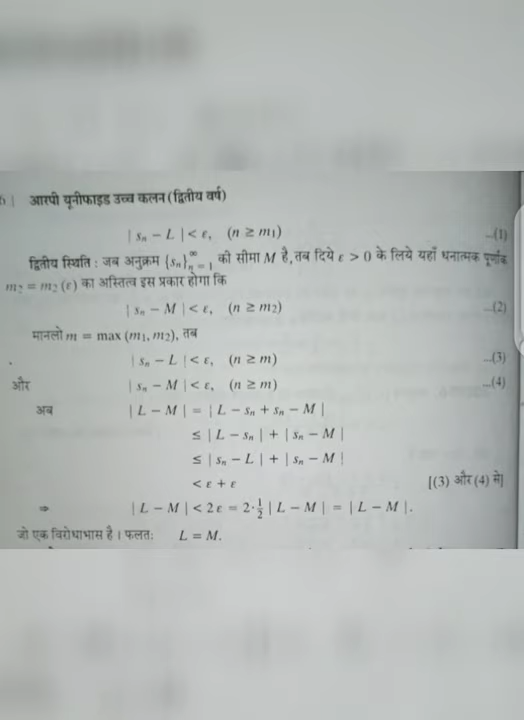 आरपी यूनीफाइड उच्च कलन (द्वितीय वर्ष)
| sₙ − L | < ε, (n ≥ m₁) ...(1)
द्वितीय स्थिति : जब अनुक्रम {sₙ}ₙ₌₁^∞ की सीमा M है, तब दिये ε > 0 के लिये यहाँ धनात्मक पूर्णांक
m₂ = m₂ (ε) का अस्तित्व इस प्रकार होगा कि
| sₙ − M | < ε, (n ≥ m₂) ...(2)
मानलो m = max (m₁, m₂), तब
| sₙ − L | < ε, (n ≥ m) ...(3)
और | sₙ − M | < ε, (n ≥ m) ...(4)
अब | L − M | = | L − sₙ + sₙ − M |
≤ | L − sₙ | + | sₙ − M |
≤ | sₙ − L | + | sₙ − M |
< ε + ε [(3) और (4) से]
⇒ | L − M | < 2ε = 2·½ | L − M | = | L − M |.
जो एक विरोधाभास है । फलतः L = M.